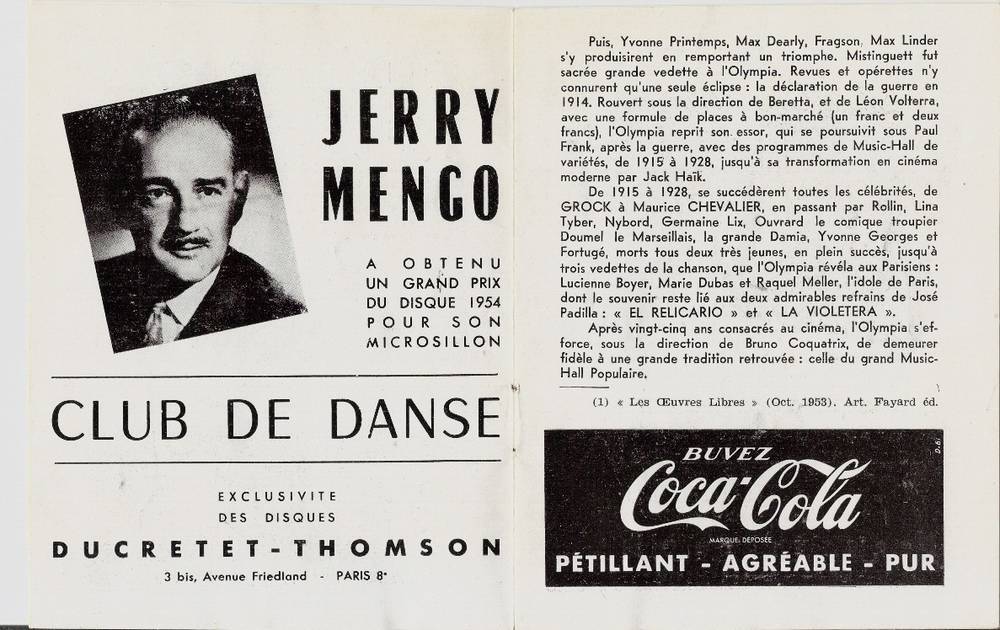 JERRY
MENGO
A OBTENU
UN GRAND PRIX
DU DISQUE 1954
POUR SON
MICROSILLON
CLUB DE DANSE
EXCLUSIVITE
DES DISQUES
DUCRETET-THOMSON
3 bis, Avenue Friedland - PARIS 8e
Puis, Yvonne Printemps, Max Dearly, Fragson, Max Linder
s'y produisirent en remportant un triomphe. Mistinguett fut
sacrée grande vedette à l'Olympia. Revues et opérettes n'y
connurent qu'une seule éclipse : la déclaration de la guerre en
1914. Rouvert sous la direction de Beretta, et de Léon Volterra,
avec une formule de places à bon-marché (un franc et deux
francs), l'Olympia reprit son essor, qui se poursuivit sous Paul
Frank, après la guerre, avec des programmes de Music-Hall de
variétés, de 1915 à 1928, jusqu'à sa transformation en cinéma
moderne par Jack Haïk.
De 1915 à 1928, se succédèrent toutes les célébrités, de
GROCK à Maurice CHEVALIER, en passant par Rollin, Lina
Tyber, Nybord, Germaine Lix, Ouvrard le comique troupier
Doumel le Marseillais, la grande Damia, Yvonne Georges et
Fortugé, morts tous deux très jeunes, en plein succès, jusqu'à
trois vedettes de la chanson, que l'Olympia révéla aux Parisiens :
Lucienne Boyer, Marie Dubas et Raquel Meller, l'idole de Paris,
dont le souvenir reste lié aux deux admirables refrains de José
Padilla : « EL RELICARIO » et « LA VIOLETERA ».
Après vingt-cinq ans consacrés au cinéma, l'Olympia s'ef-
force, sous la direction de Bruno Coquatrix, de demeurer
fidèle à une grande tradition retrouvée : celle du grand Music-
Hall Populaire.
(1) « Les Œuvres Libres » (Oct. 1953). Art. Fayard éd.
BUVEZ
Coca-Cola
MARQUE DÉPOSÉE
PÉTILLANT - AGRÉABLE - PUR